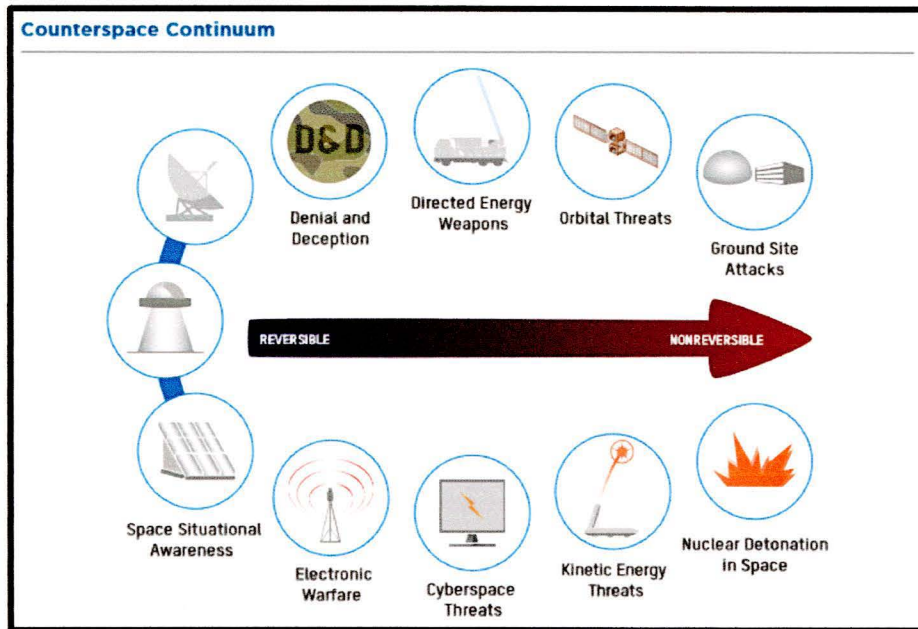 Counterspace Continuum
D&D
Denial and
Deception
Directed Energy
Weapons
Orbital Threats
Ground Site
Attacks
REVERSIBLE
NONREVERSIBLE
Space Situational
Awareness
Electronic
Warfare
Cyberspace
Threats
Kinetic Energy
Threats
Nuclear Detonation
in Space